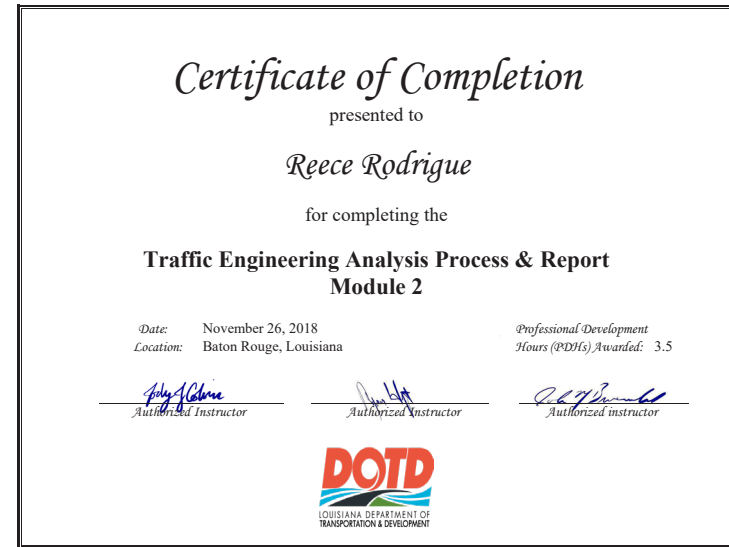 Certificate of Completion
presented to
Reece Rodrigue
for completing the
Traffic Engineering Analysis Process & Report
Module 2
Date: November 26, 2018
Location: Baton Rouge, Louisiana
Professional Development
Hours (PDHs) Awarded: 3.5
Authorized Instructor
Authorized Instructor
Authorized instructor
DOTD
LOUISIANA DEPARTMENT OF
TRANSPORTATION & DEVELOPMENT